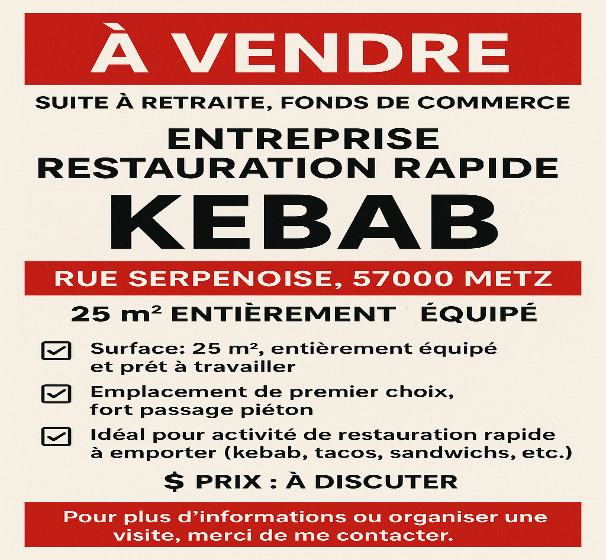 À VENDRE
SUITE À RETRAITE, FONDS DE COMMERCE
ENTREPRISE
RESTAURATION RAPIDE
KEBAB
RUE SERPENOISE, 57000 METZ
25 m² ENTIÈREMENT ÉQUIPÉ
Surface: 25 m², entièrement équipé
et prét à travailler
Emplacement de premier choix,
fort passage piéton
Idéal pour activité de restauration rapide
à emporter (kebab, tacos, sandwichs, etc.)
$ PRIX : À DISCUTER
Pour plus d'informations ou organiser une
visite, merci de me contacter.